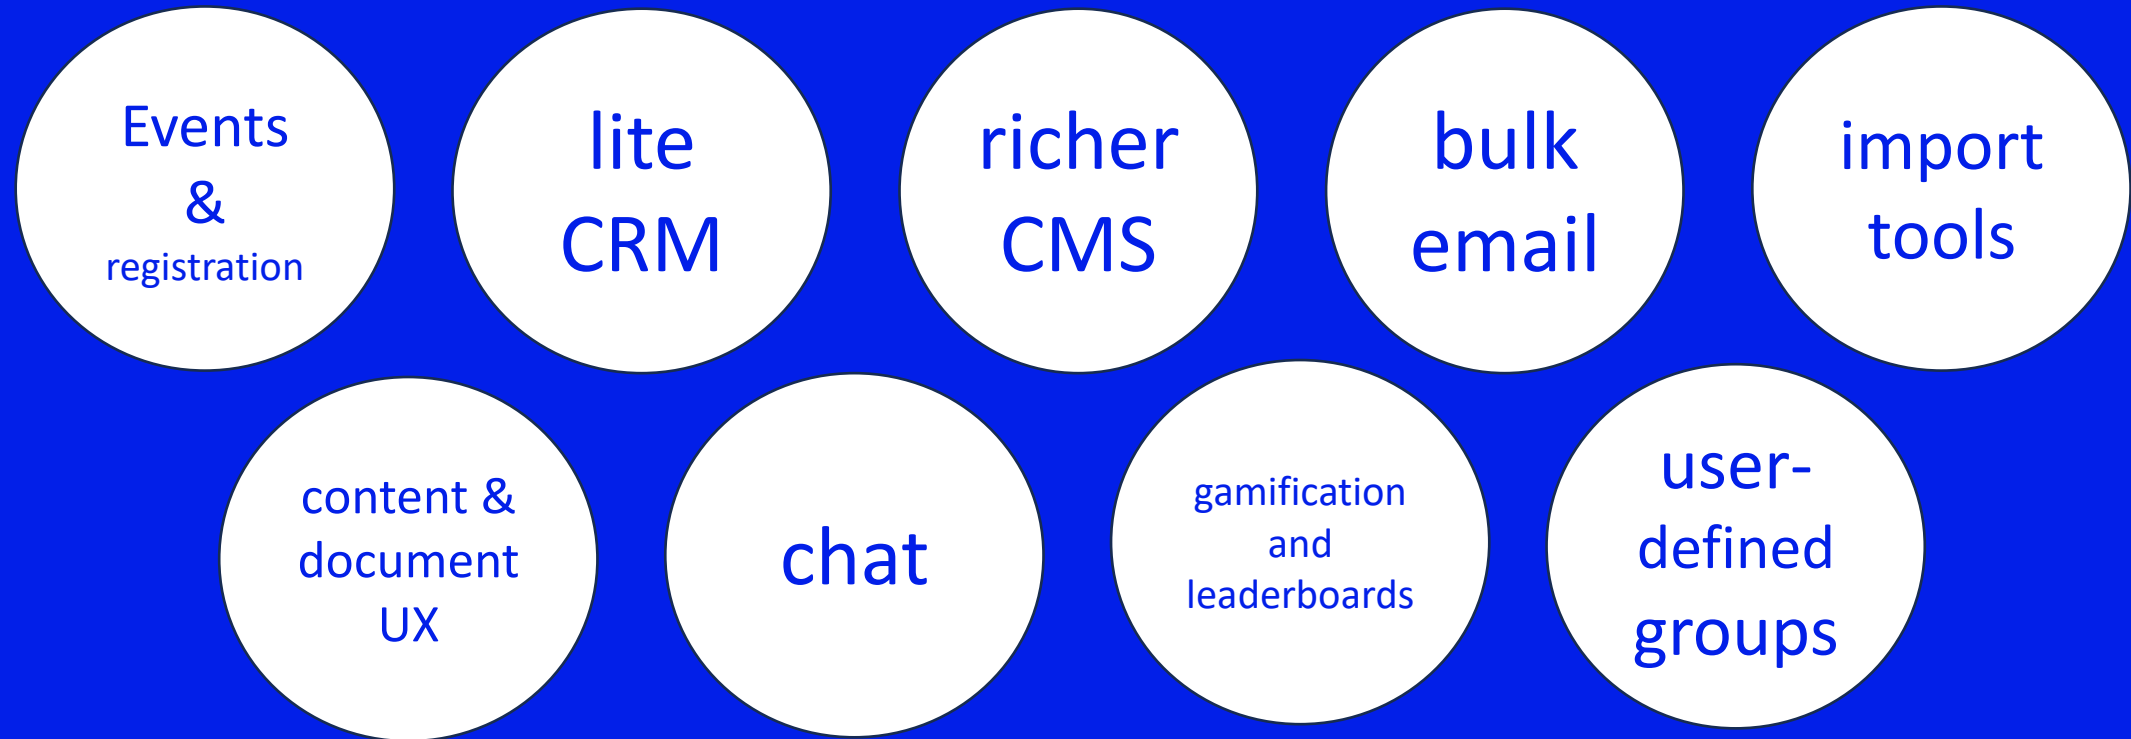 Events
&
registration
lite
CRM
richer
CMS
bulk
email
import
tools
content &
document
UX
chat
gamification
and
leaderboards
user-
defined
groups